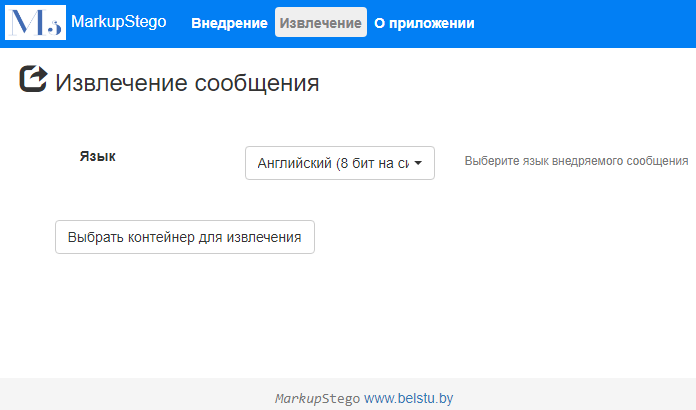 Ms MarkupStego Внедрение Извлечение О приложении
Извлечение сообщения
Язык Английский (8 бит на си Выберите язык внедряемого сообщения
Выбрать контейнер для извлечения
MarkupStego www.belstu.by